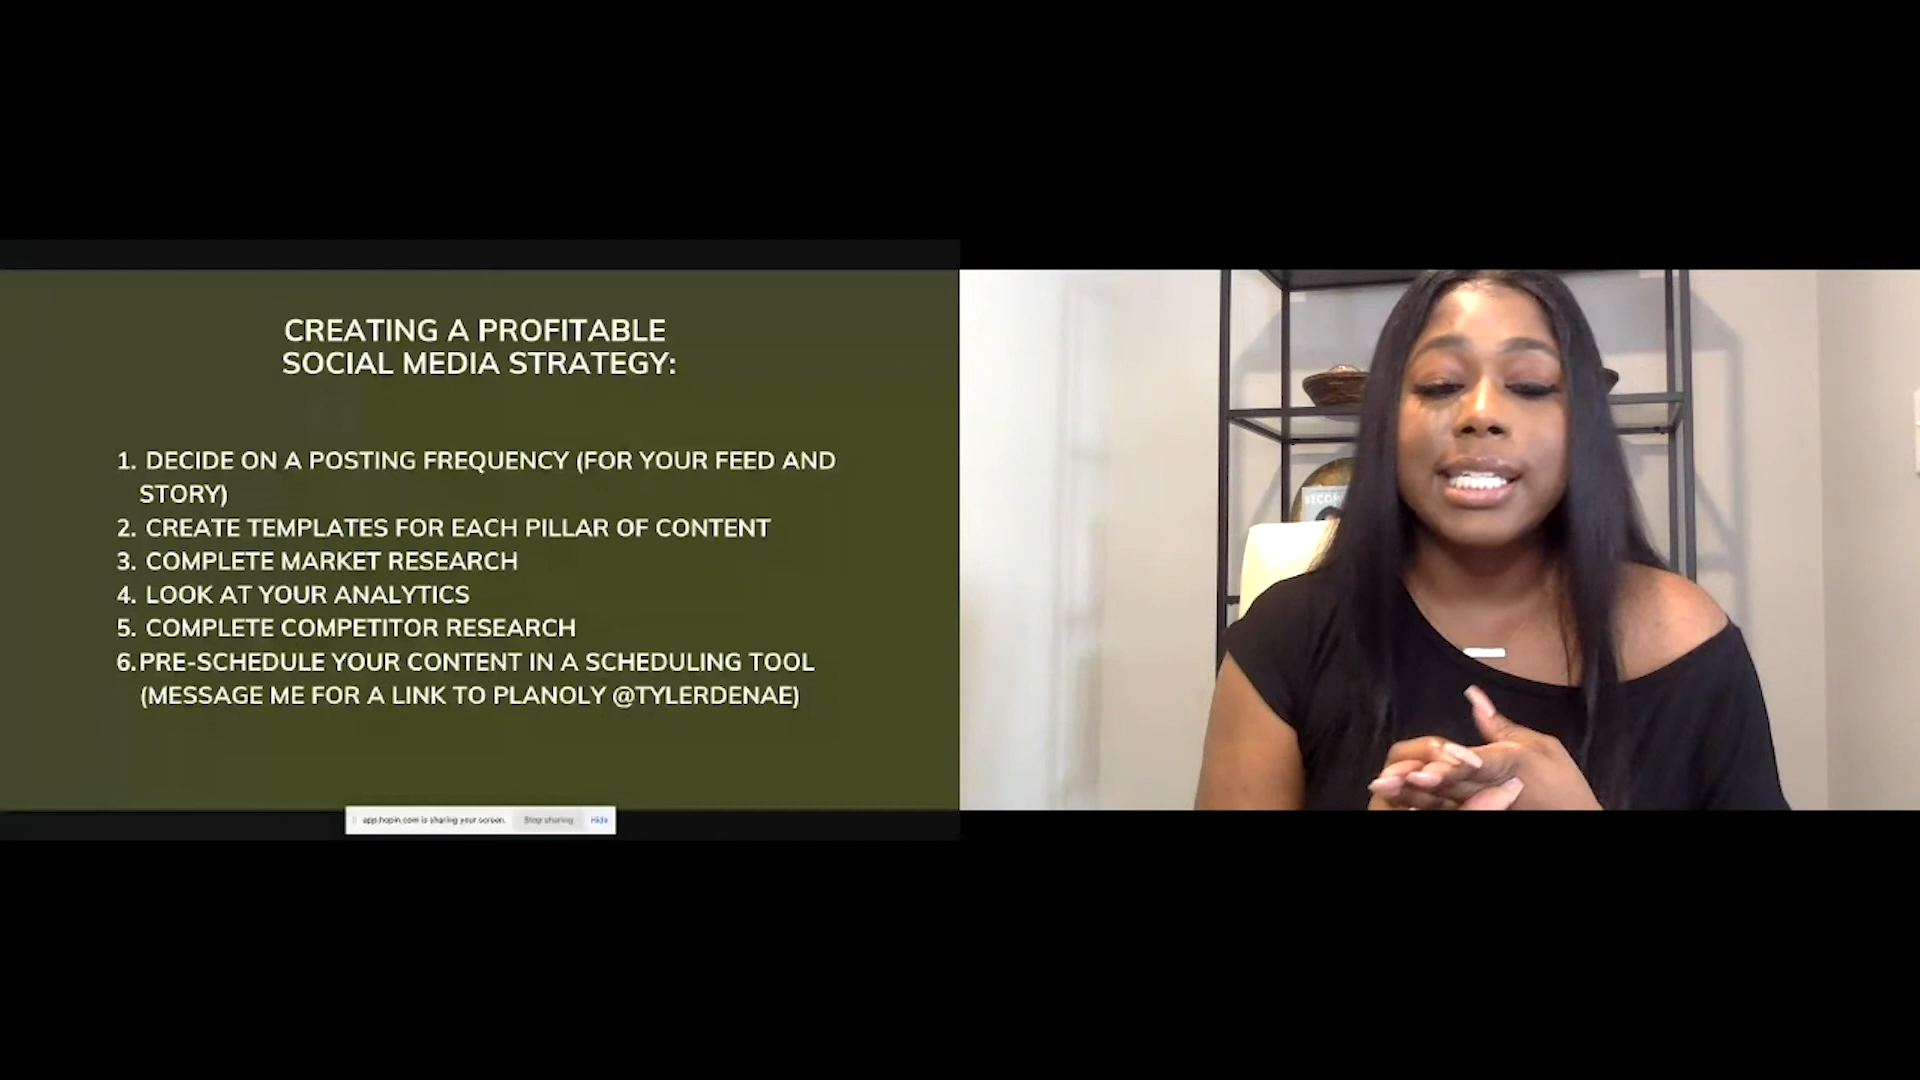 CREATING A PROFITABLE
SOCIAL MEDIA STRATEGY:
1. DECIDE ON A POSTING FREQUENCY (FOR YOUR FEED AND
STORY)
2. CREATE TEMPLATES FOR EACH PILLAR OF CONTENT
3. COMPLETE MARKET RESEARCH
4. LOOK AT YOUR ANALYTICS
5. COMPLETE COMPETITOR RESEARCH
6. PRE-SCHEDULE YOUR CONTENT IN A SCHEDULING TOOL
(MESSAGE ME FOR A LINK TO PLANOLY @TYLERDENAE)
app.hopin.com is sharing your screen. Stop sharing Hide